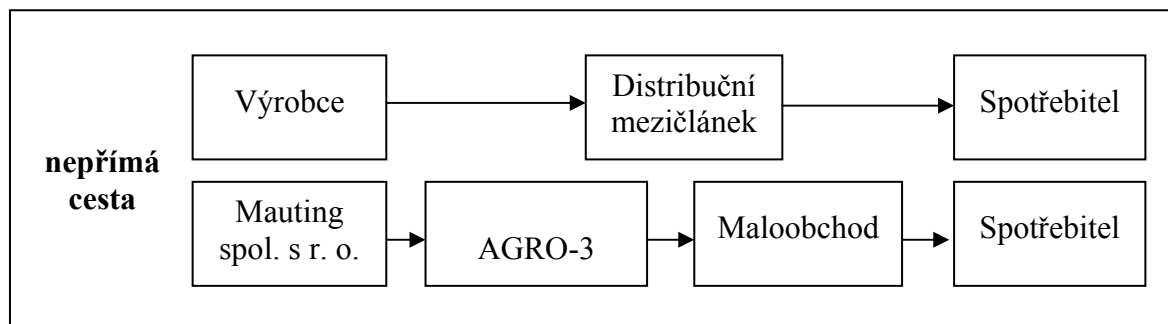 Výrobce
Distribuční
mezičlánek
Spotřebitel
nepřímá
cesta
Mauting
spol. s r. o.
AGRO-3
Maloobchod
Spotřebitel